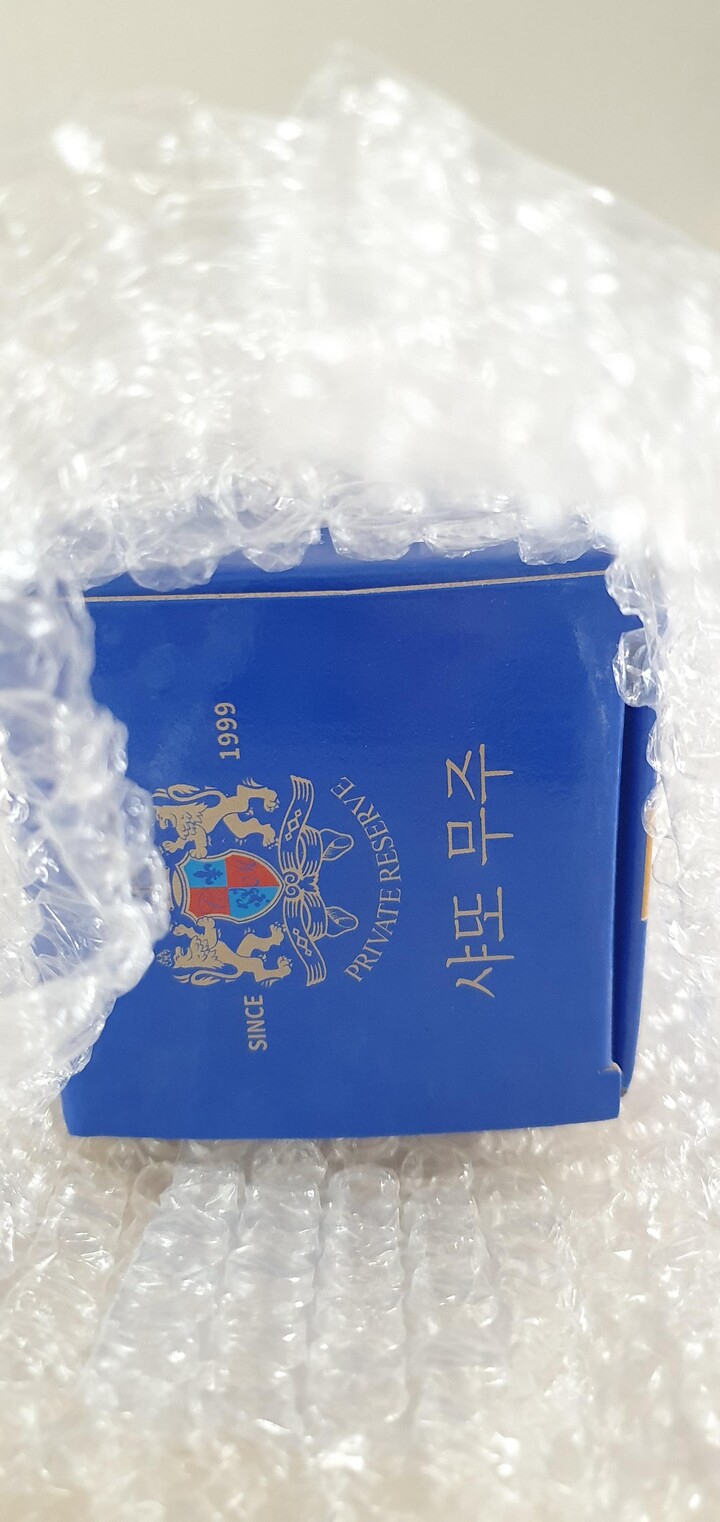 SINCE 1999
PRIVATE RESERVE
샤또 무주